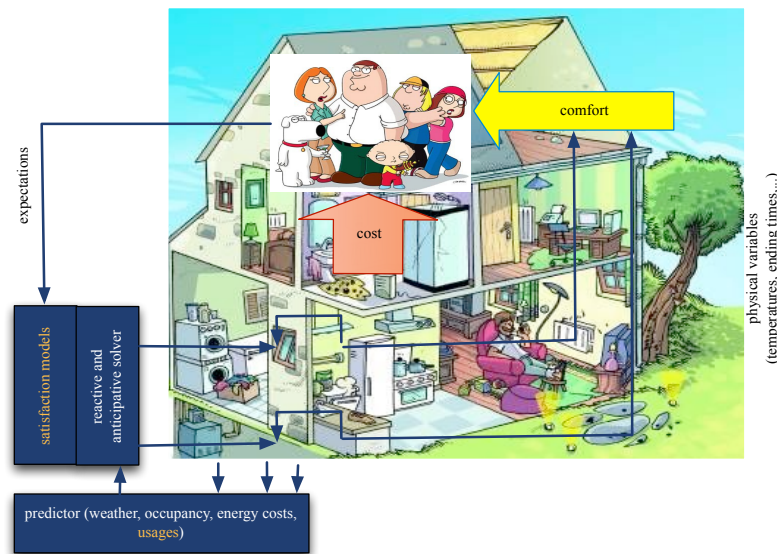 comfort
cost
expectations
satisfaction models
reactive and
anticipative solver
physical variables
(temperatures, ending times...)
predictor (weather, occupancy, energy costs,
usages)